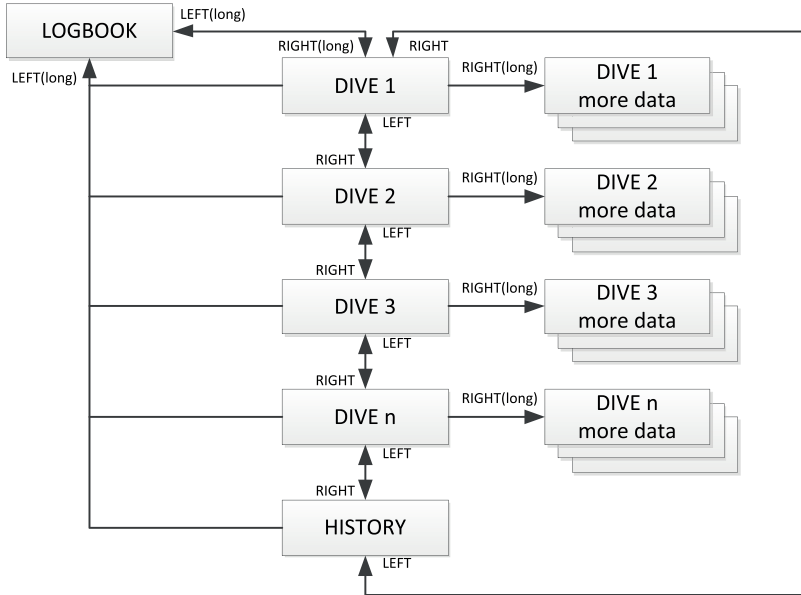 LEFT(long)
LOGBOOK
RIGHT(long)
RIGHT
LEFT(long)
DIVE 1
RIGHT(long)
DIVE 1
more data
LEFT
RIGHT
DIVE 2
RIGHT(long)
DIVE 2
more data
LEFT
RIGHT
DIVE 3
RIGHT(long)
DIVE 3
more data
LEFT
RIGHT
DIVE n
RIGHT(long)
DIVE n
more data
LEFT
RIGHT
HISTORY
LEFT